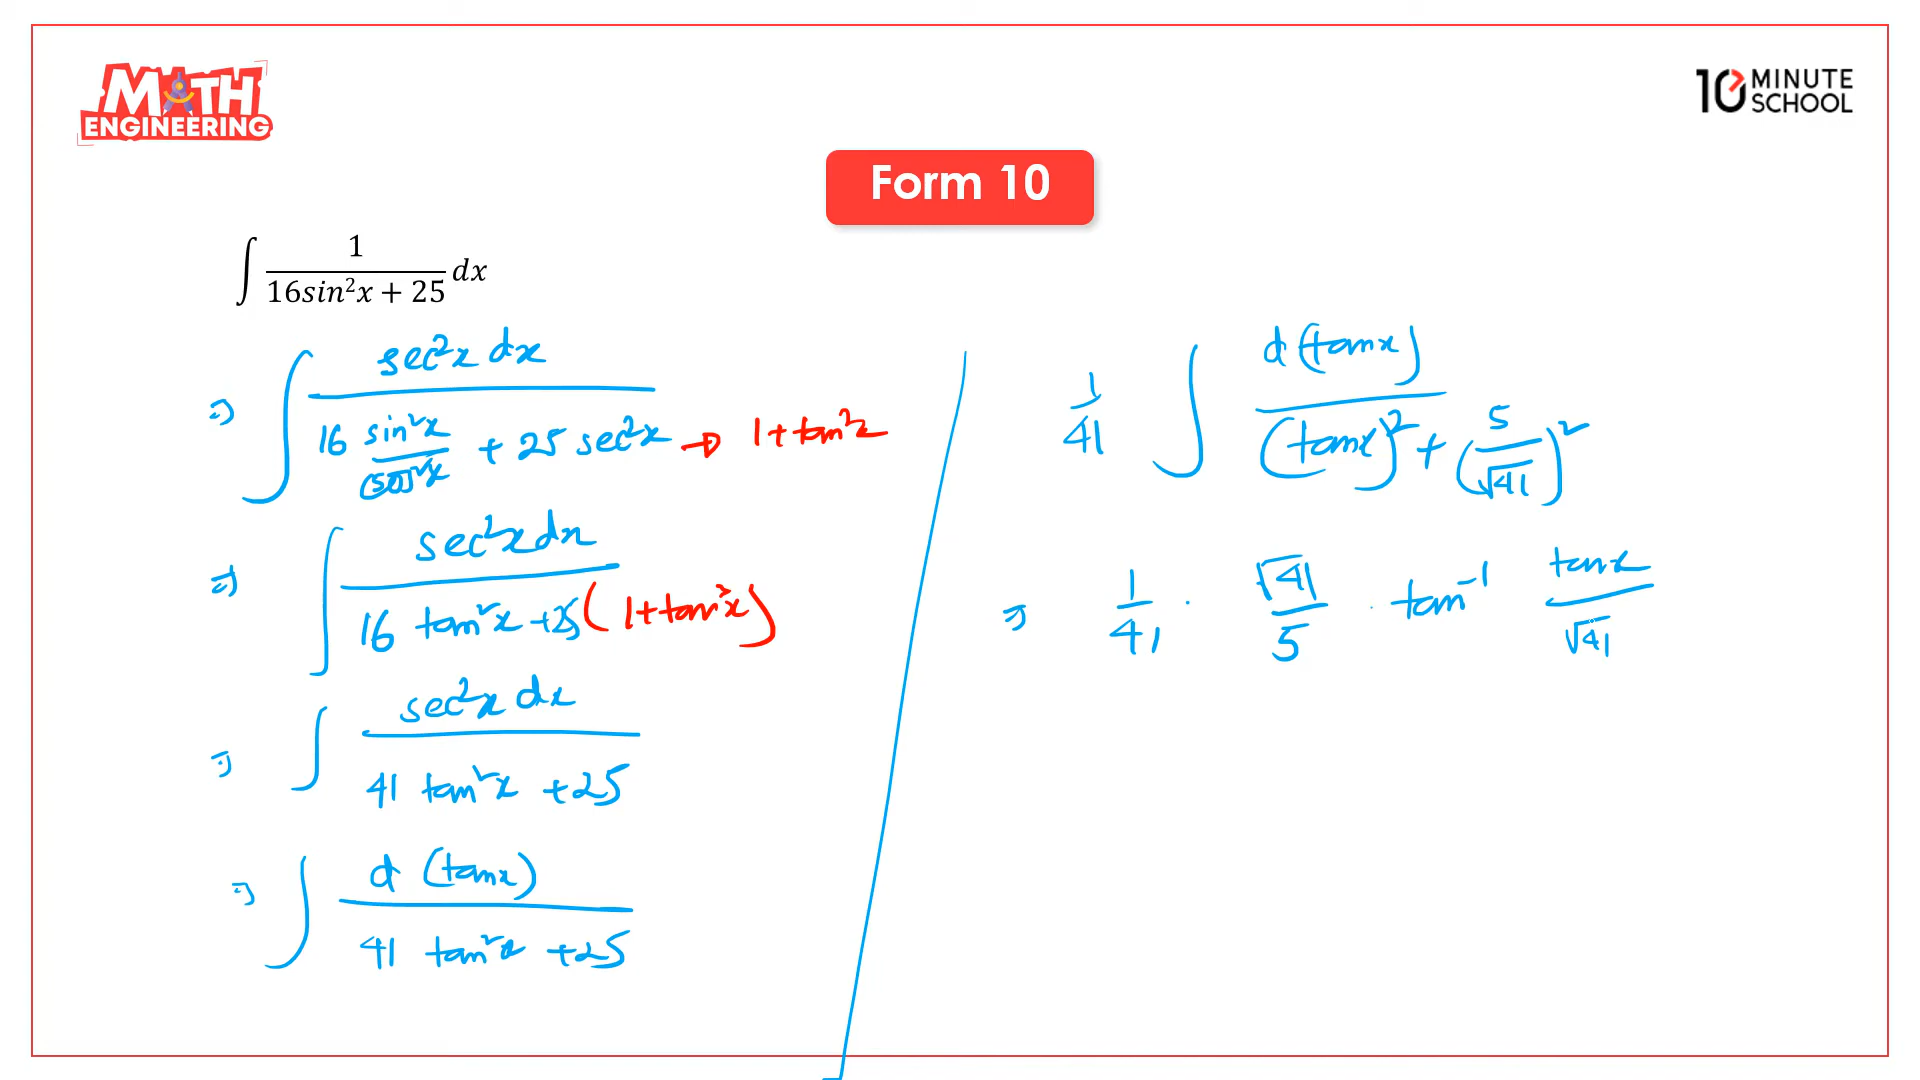 MATH
ENGINEERING
10 MINUTE
SCHOOL
Form 10
∫ 1/(16sin²x + 25) dx
⇒ ∫ sec²x dx / (16 sin²x/cos²x + 25 sec²x) → 1+tan²x
⇒ ∫ sec²x dx / (16 tan²x + 25(1+tan²x))
⇒ ∫ sec²x dx / (41 tan²x + 25)
⇒ ∫ d(tanx) / (41 tan²x + 25)
1/41 ∫ d(tanx) / ((tanx)² + (5/√41)²)
⇒ 1/41 · √41/5 · tan⁻¹ tanx/√41